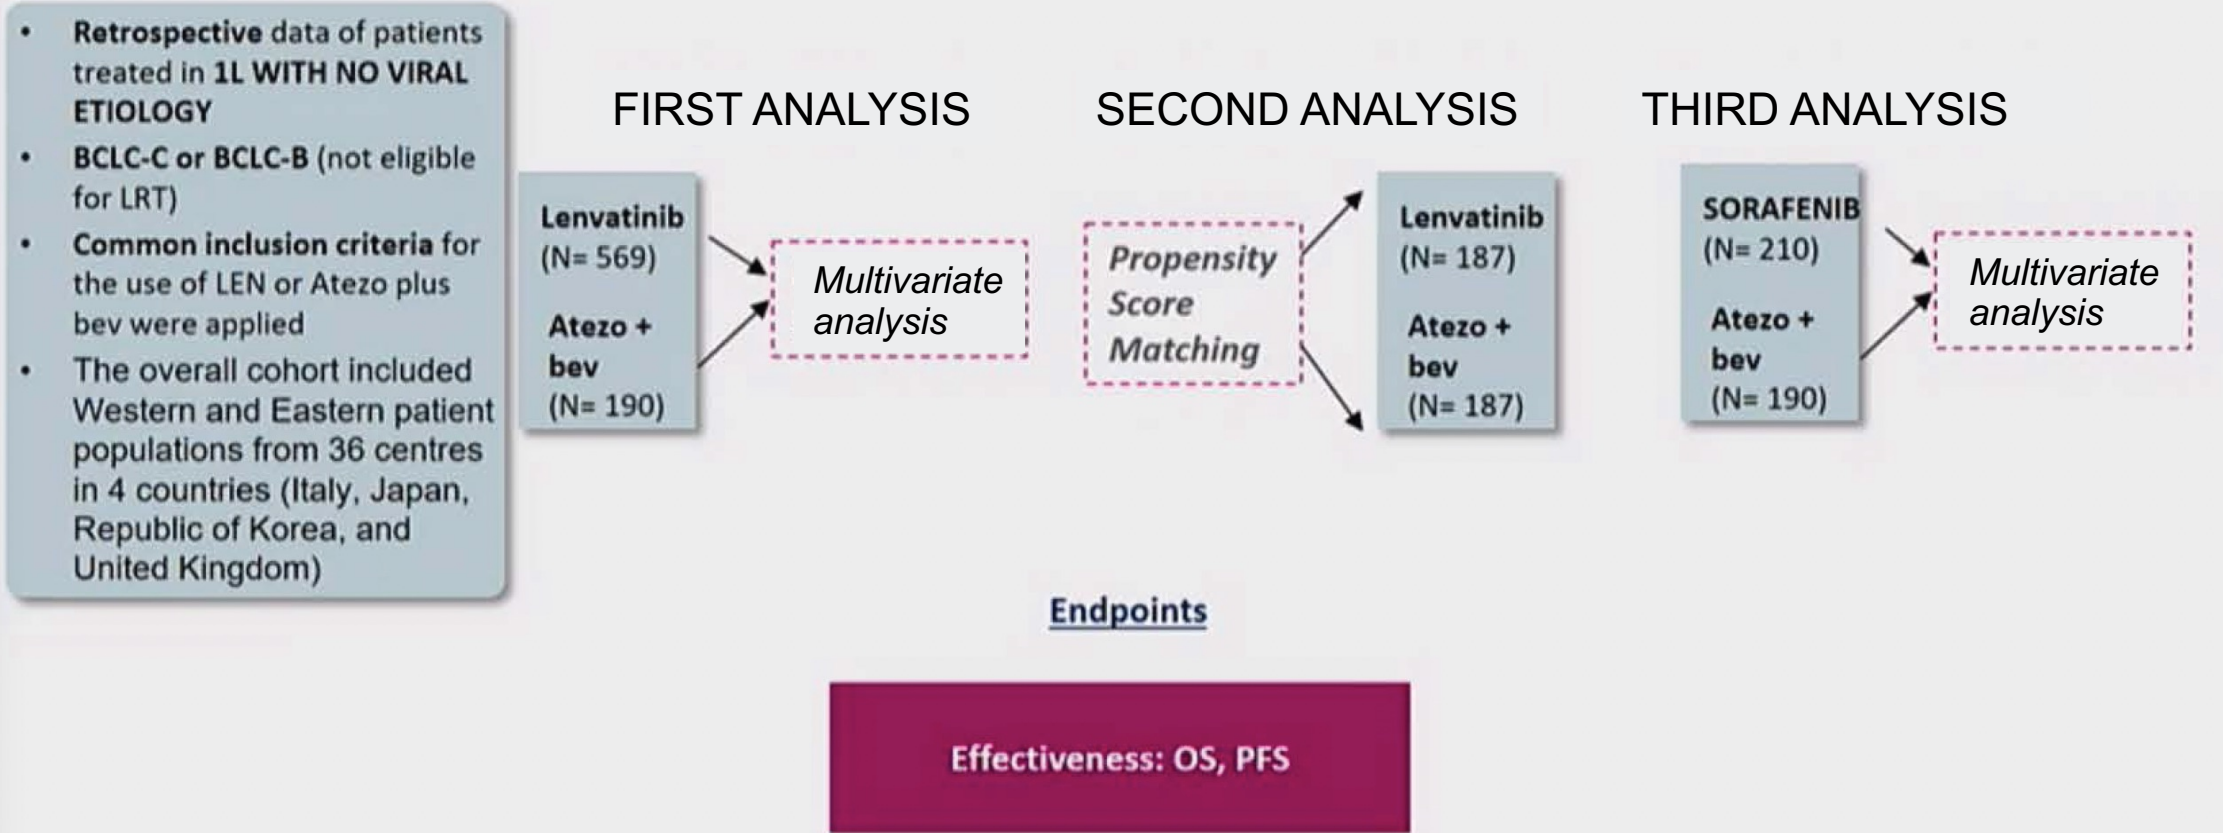 • Retrospective data of patients
treated in 1L WITH NO VIRAL
ETIOLOGY
• BCLC-C or BCLC-B (not eligible
for LRT)
• Common inclusion criteria for
the use of LEN or Atezo plus
bev were applied
• The overall cohort included
Western and Eastern patient
populations from 36 centres
in 4 countries (Italy, Japan,
Republic of Korea, and
United Kingdom)
FIRST ANALYSIS
Lenvatinib
(N= 569)
Atezo +
bev
(N= 190)
Multivariate
analysis
SECOND ANALYSIS
Propensity
Score
Matching
Lenvatinib
(N= 187)
Atezo +
bev
(N= 187)
THIRD ANALYSIS
SORAFENIB
(N= 210)
Atezo +
bev
(N= 190)
Multivariate
analysis
Endpoints
Effectiveness: OS, PFS